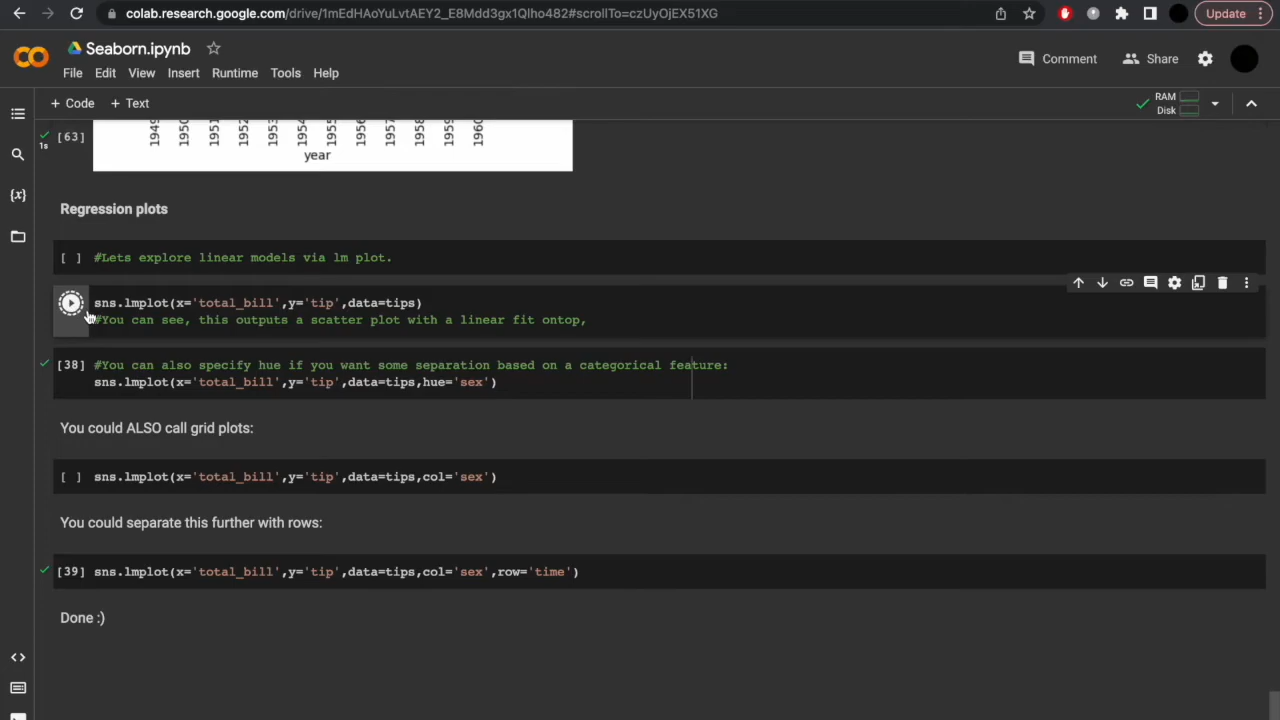 colab.research.google.com/drive/1mEdHAoYuLvtAEY2_E8Mdd3gx1Qlho482#scrollTo=czUyOjEX51XG
Update
Seaborn.ipynb
File Edit View Insert Runtime Tools Help
Comment
Share
+ Code + Text
RAM
Disk
1s
[63]
1949 1950 1951 1952 1953 1954 1955 1956 1957 1958 1959 1960
year
Regression plots
[ ] #Lets explore linear models via lm plot.
sns.lmplot(x='total_bill',y='tip',data=tips)
#You can see, this outputs a scatter plot with a linear fit ontop,
[38] #You can also specify hue if you want some separation based on a categorical feature:
sns.lmplot(x='total_bill',y='tip',data=tips,hue='sex')
You could ALSO call grid plots:
[ ] sns.lmplot(x='total_bill',y='tip',data=tips,col='sex')
You could separate this further with rows:
[39] sns.lmplot(x='total_bill',y='tip',data=tips,col='sex',row='time')
Done :)